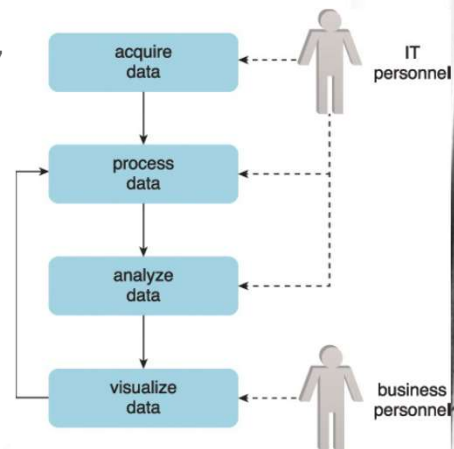 acquire
data
IT
personnel
process
data
analyze
data
visualize
data
business
personnel